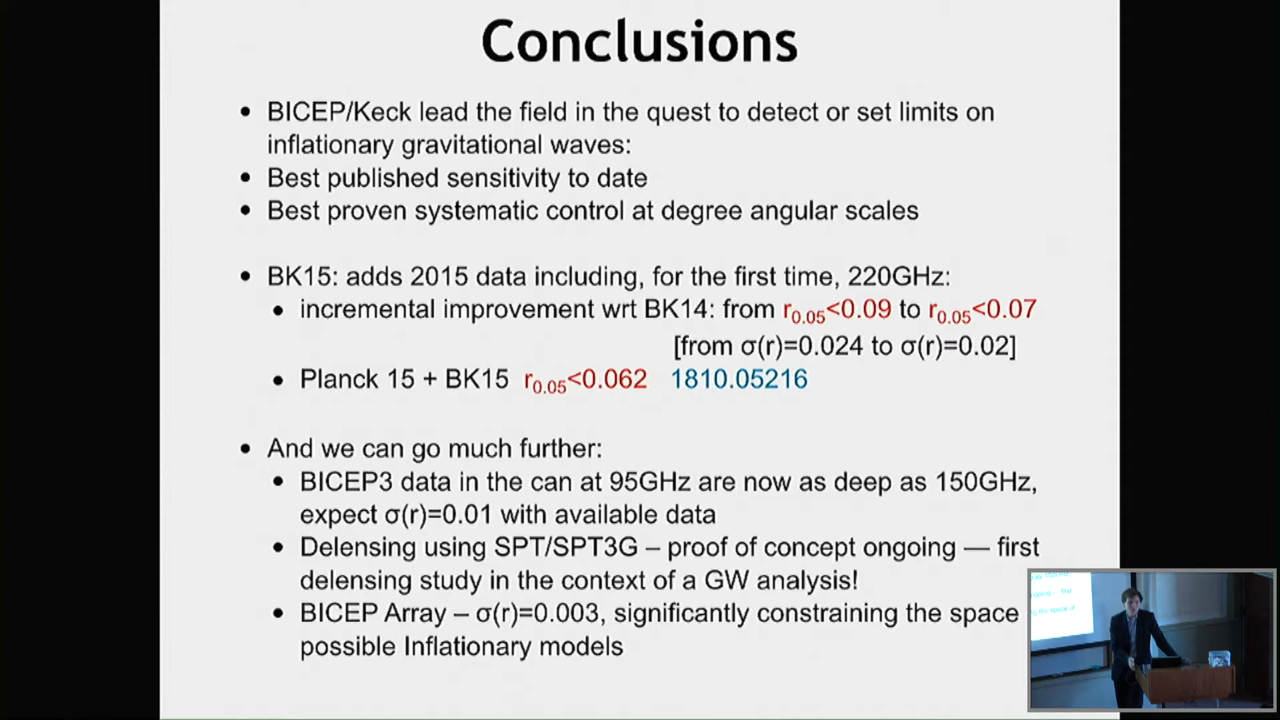 Conclusions
• BICEP/Keck lead the field in the quest to detect or set limits on
inflationary gravitational waves:
• Best published sensitivity to date
• Best proven systematic control at degree angular scales
• BK15: adds 2015 data including, for the first time, 220GHz:
• incremental improvement wrt BK14: from r0.05<0.09 to r0.05<0.07
[from σ(r)=0.024 to σ(r)=0.02]
• Planck 15 + BK15 r0.05<0.062 1810.05216
• And we can go much further:
• BICEP3 data in the can at 95GHz are now as deep as 150GHz,
expect σ(r)=0.01 with available data
• Delensing using SPT/SPT3G – proof of concept ongoing — first
delensing study in the context of a GW analysis!
• BICEP Array – σ(r)=0.003, significantly constraining the space
possible Inflationary models